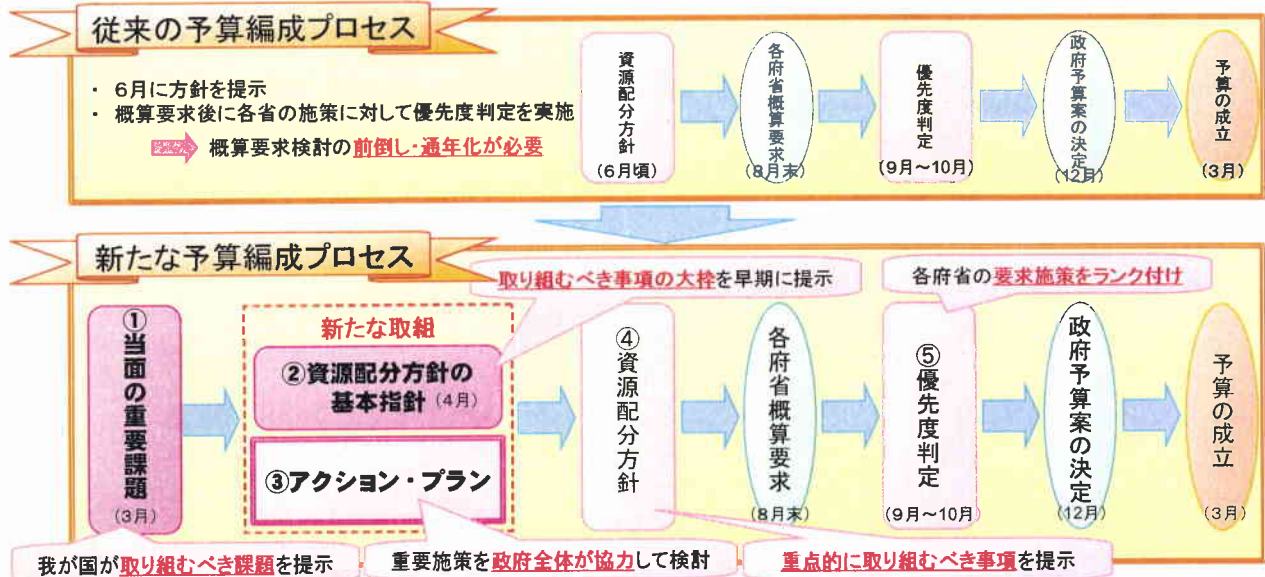 従来の予算編成プロセス
・ 6月に方針を提示
・ 概算要求後に各省の施策に対して優先度判定を実施
概算要求検討の前倒し・通年化が必要
資源配分方針
(6月頃)
各府省概算要求
(8月末)
優先度判定
(9月～10月)
政府予算案の決定
(12月)
予算の成立
(3月)
新たな予算編成プロセス
取り組むべき事項の大枠を早期に提示
各府省の要求施策をランク付け
①当面の重要課題
(3月)
新たな取組
②資源配分方針の
基本指針 (4月)
③アクション・プラン
④資源配分方針
各府省概算要求
(8月末)
⑤優先度判定
(9月～10月)
政府予算案の決定
(12月)
予算の成立
(3月)
我が国が取り組むべき課題を提示
重要施策を政府全体が協力して検討
重点的に取り組むべき事項を提示